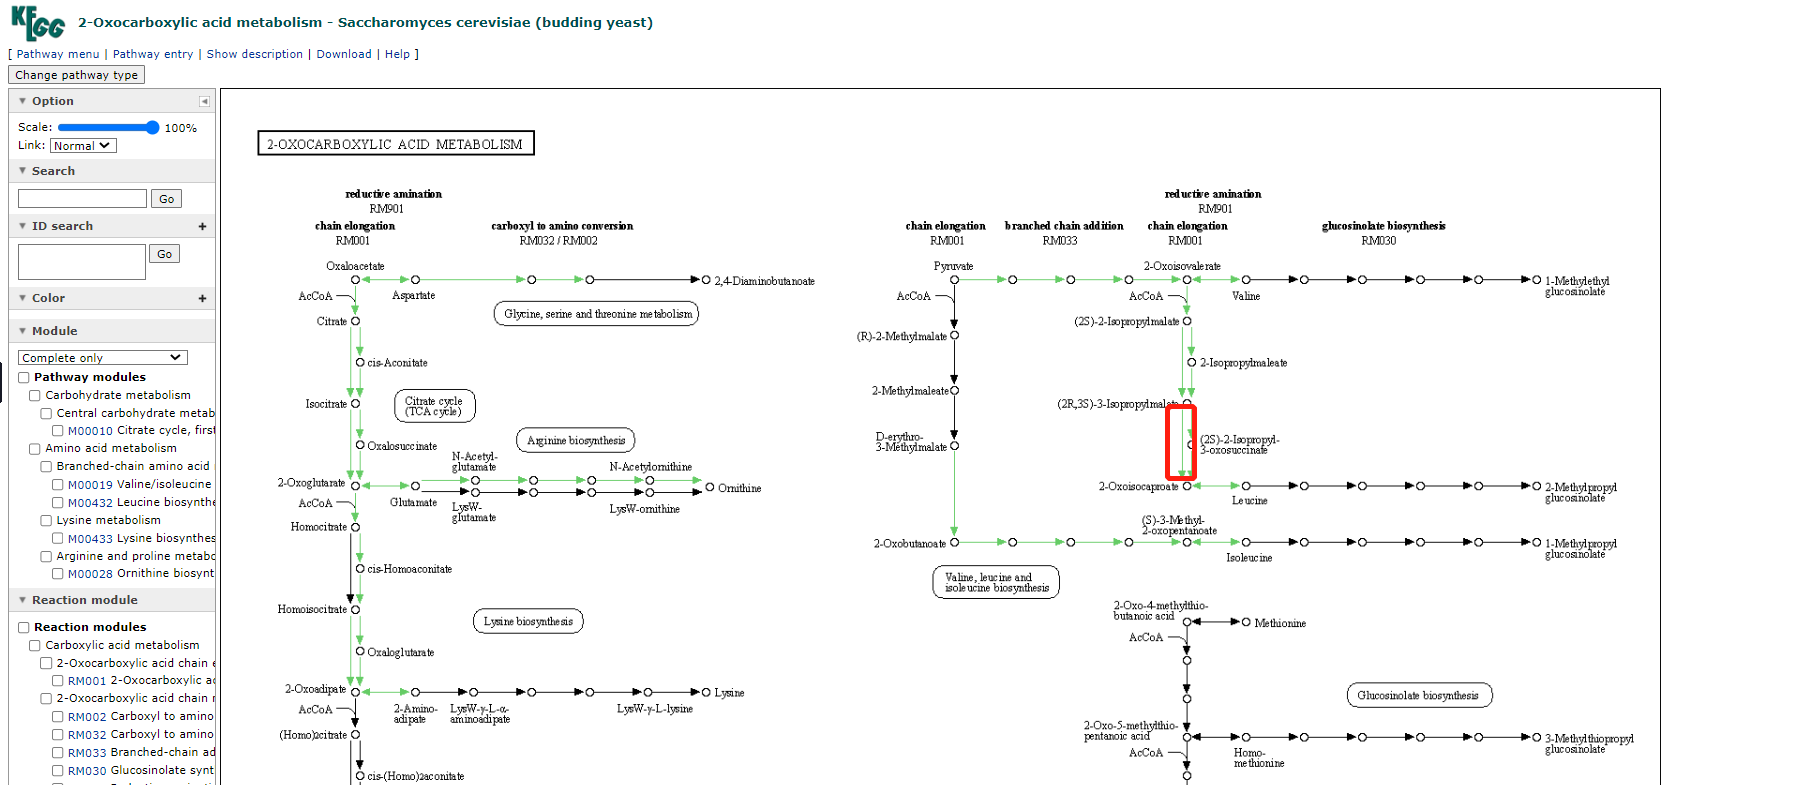 KEGG
2-Oxocarboxylic acid metabolism - Saccharomyces cerevisiae (budding yeast)
[ Pathway menu | Pathway entry | Show description | Download | Help ]
Change pathway type
Option
Scale: 100%
Link: Normal
Search
Go
ID search +
Go
Color +
Module
Complete only
Pathway modules
Carbohydrate metabolism
Central carbohydrate metab
M00010 Citrate cycle, first
Amino acid metabolism
Branched-chain amino acid
M00019 Valine/isoleucine
M00432 Leucine biosynthe
Lysine metabolism
M00433 Lysine biosynthes
Arginine and proline metabo
M00028 Ornithine biosynt
Reaction module
Reaction modules
Carboxylic acid metabolism
2-Oxocarboxylic acid chain e
RM001 2-Oxocarboxylic ac
2-Oxocarboxylic acid chain r
RM002 Carboxyl to amino
RM032 Carboxyl to amino
RM033 Branched-chain ad
RM030 Glucosinolate synt
2-OXOCARBOXYLIC ACID METABOLISM
reductive amination
RM901
chain elongation
RM001
carboxyl to amino conversion
RM032 / RM002
Oxaloacetate
Aspartate
2,4-Diaminobutanoate
AcCoA
Glycine, serine and threonine metabolism
Citrate
cis-Aconitate
Isocitrate
Citrate cycle
(TCA cycle)
Oxalosuccinate
Arginine biosynthesis
N-Acetyl-
glutamate
N-Acetylornithine
2-Oxoglutarate
Glutamate
Ornithine
AcCoA
LysW-
glutamate
LysW-ornithine
Homocitrate
cis-Homoaconitate
Homoisocitrate
Lysine biosynthesis
Oxaloglutarate
2-Oxoadipate
Lysine
AcCoA
2-Amino-
adipate
LysW-γ-L-α-
aminoadipate
LysW-γ-L-lysine
(Homo)2citrate
cis-(Homo)2aconitate
reductive amination
RM901
chain elongation
RM001
branched chain addition
RM033
chain elongation
RM001
glucosinolate biosynthesis
RM030
Pyruvate
2-Oxoisovalerate
Valine
1-Methylethyl
glucosinolate
AcCoA
AcCoA
(2S)-2-Isopropylmalate
(R)-2-Methylmalate
2-Isopropylmaleate
2-Methylmaleate
(2R,3S)-3-Isopropylmalate
D-erythro-
3-Methylmalate
(2S)-2-Isopropyl-
3-oxosuccinate
2-Oxoisocaproate
Leucine
2-Methylpropyl
glucosinolate
(S)-3-Methyl-
2-oxopentanoate
2-Oxobutanoate
Isoleucine
1-Methylpropyl
glucosinolate
Valine, leucine and
isoleucine biosynthesis
2-Oxo-4-methylthio-
butanoic acid
Methionine
AcCoA
Glucosinolate biosynthesis
2-Oxo-5-methylthio-
pentanoic acid
AcCoA
Homo-
methionine
3-Methylthiopropyl
glucosinolate